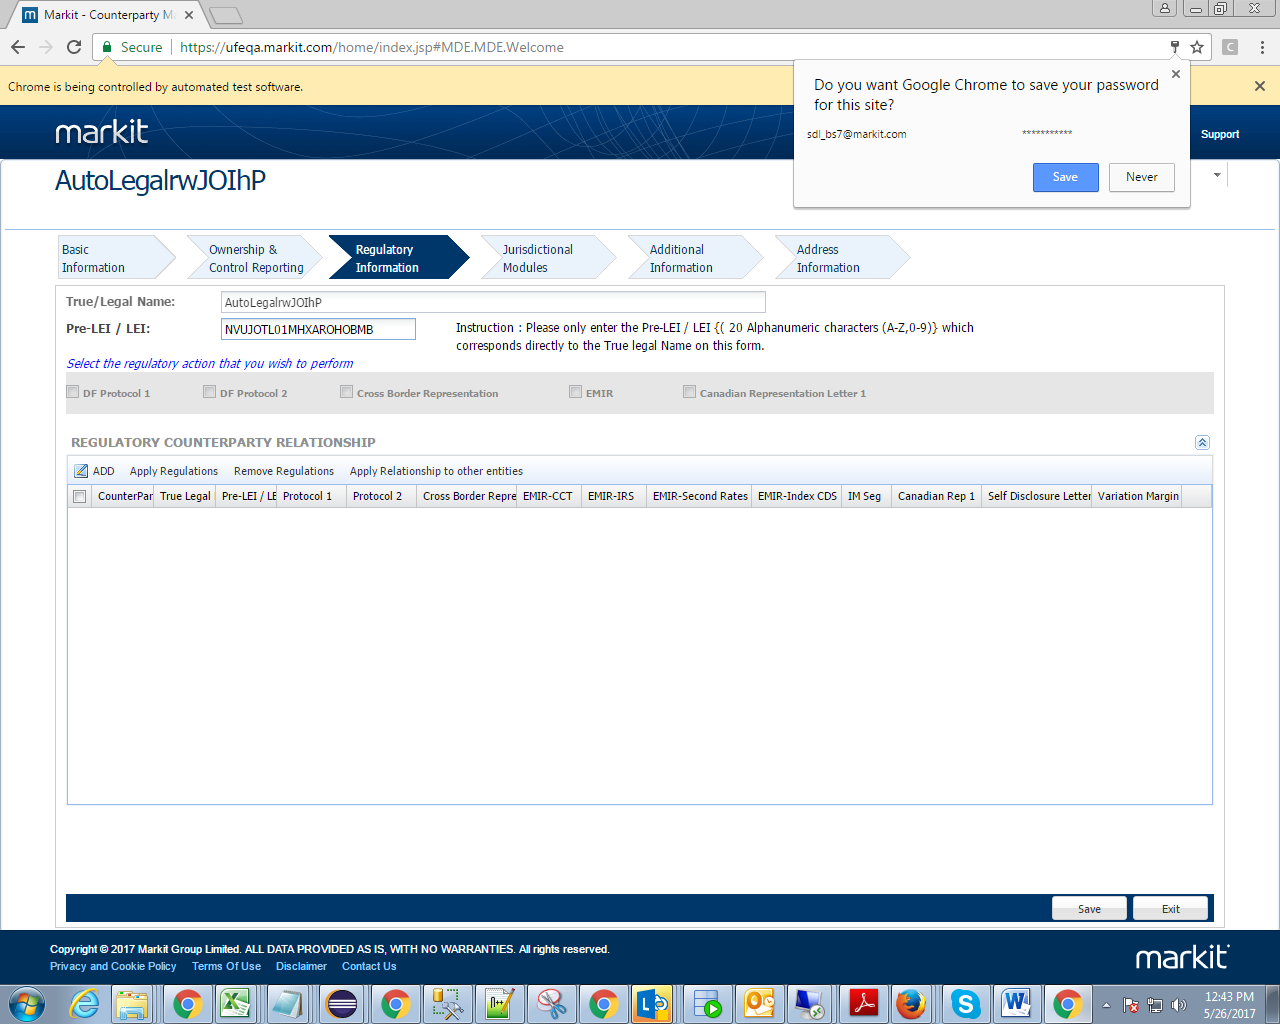 Markit - Counterparty M
Secure https://ufeqa.markit.com/home/index.jsp#MDE.MDE.Welcome
Chrome is being controlled by automated test software.
Do you want Google Chrome to save your password
for this site?
sdl_bs7@markit.com ***********
Save Never
markit
Support
AutoLegalrwJOIhP
Basic
Information
Ownership &
Control Reporting
Regulatory
Information
Jurisdictional
Modules
Additional
Information
Address
Information
True/Legal Name: AutoLegalrwJOIhP
Pre-LEI / LEI: NVUJOTL01MHXAROHOBMB
Instruction : Please only enter the Pre-LEI / LEI {( 20 Alphanumeric characters (A-Z,0-9)} which
corresponds directly to the True legal Name on this form.
Select the regulatory action that you wish to perform
DF Protocol 1 DF Protocol 2 Cross Border Representation EMIR Canadian Representation Letter 1
REGULATORY COUNTERPARTY RELATIONSHIP
ADD Apply Regulations Remove Regulations Apply Relationship to other entities
CounterPar True Legal Pre-LEI / LE Protocol 1 Protocol 2 Cross Border Repre EMIR-CCT EMIR-IRS EMIR-Second Rates EMIR-Index CDS IM Seg Canadian Rep 1 Self Disclosure Letter Variation Margin
Save Exit
Copyright © 2017 Markit Group Limited. ALL DATA PROVIDED AS IS, WITH NO WARRANTIES. All rights reserved.
Privacy and Cookie Policy Terms Of Use Disclaimer Contact Us
markit
12:43 PM
5/26/2017